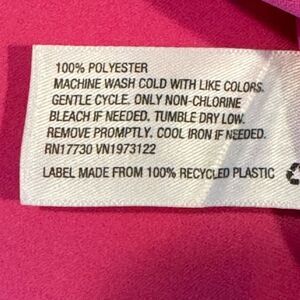 100% POLYESTER
MACHINE WASH COLD WITH LIKE COLORS.
GENTLE CYCLE. ONLY NON-CHLORINE
BLEACH IF NEEDED. TUMBLE DRY LOW.
REMOVE PROMPTLY. COOL IRON IF NEEDED.
RN17730 VN1973122
LABEL MADE FROM 100% RECYCLED PLASTIC